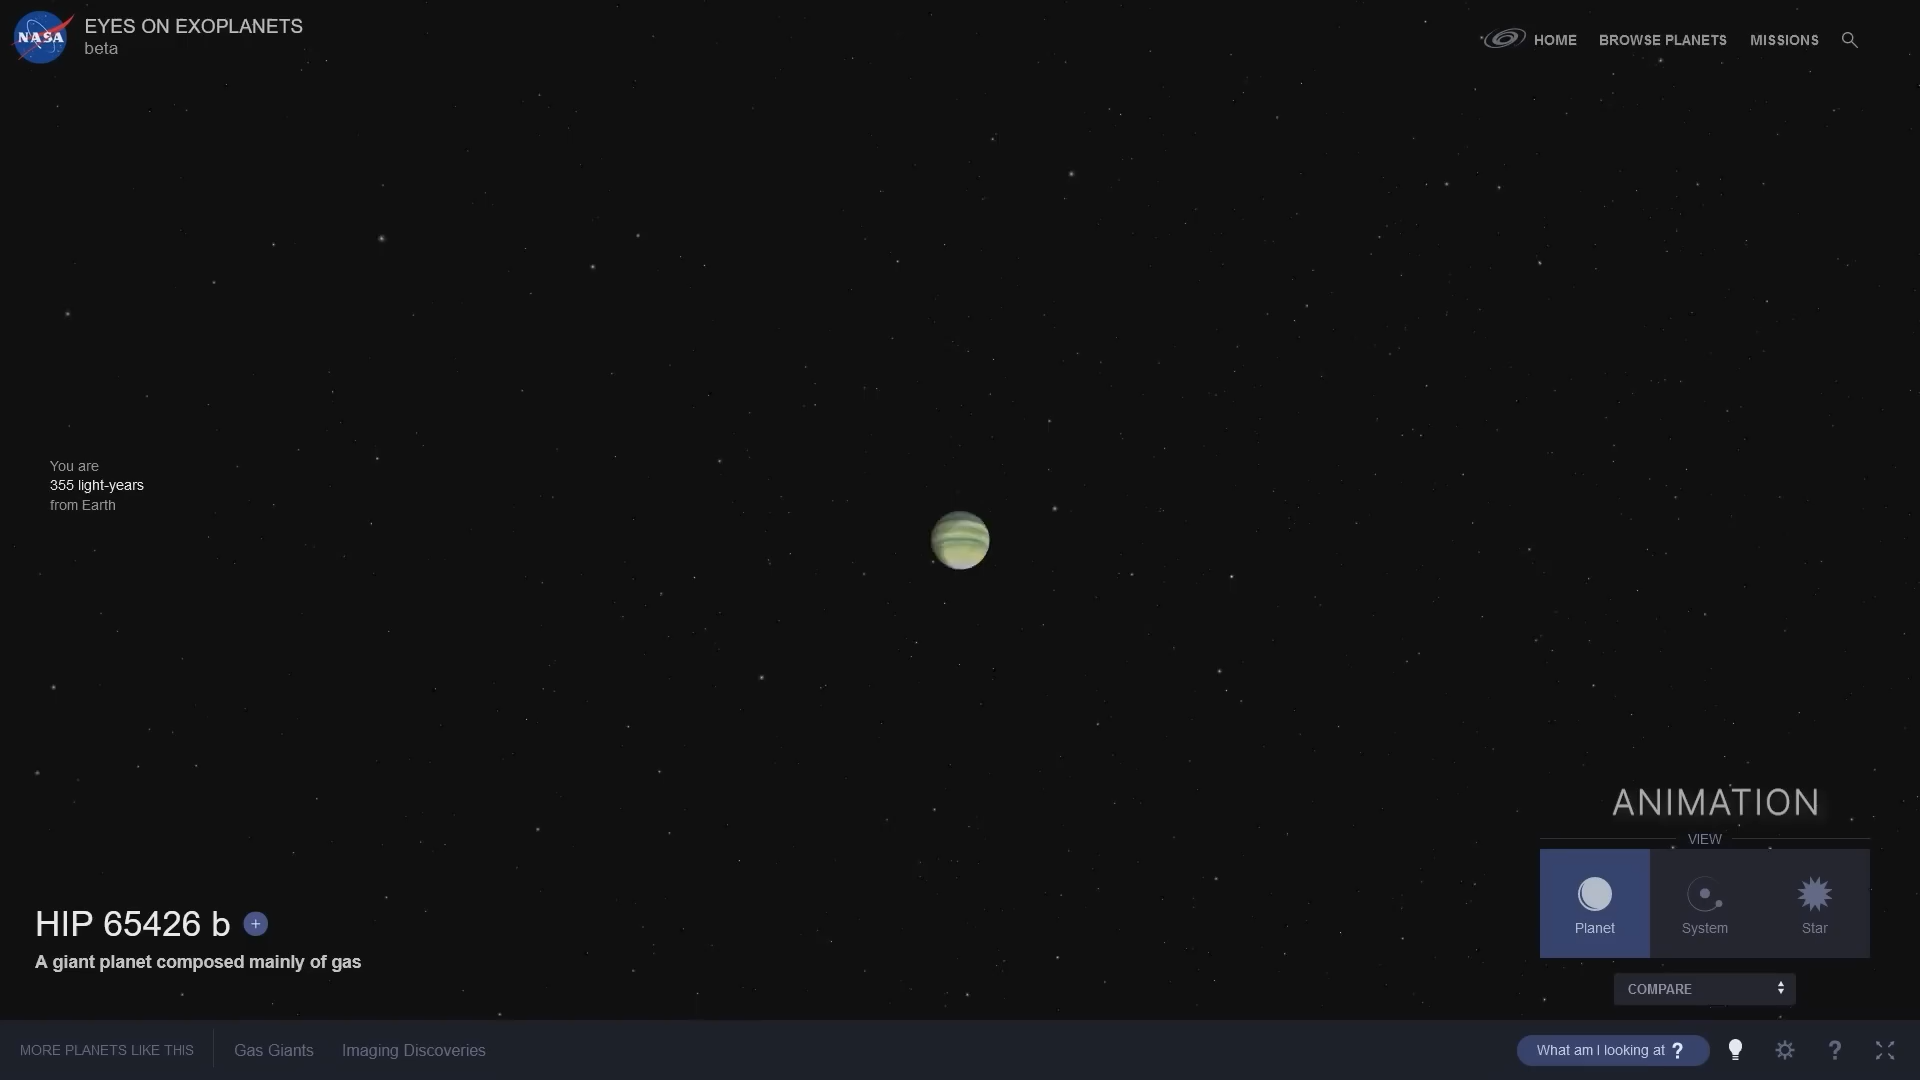 NASA
EYES ON EXOPLANETS
beta
HOME
BROWSE PLANETS
MISSIONS
You are
355 light-years
from Earth
ANIMATION
VIEW
Planet
System
Star
COMPARE
HIP 65426 b +
A giant planet composed mainly of gas
MORE PLANETS LIKE THIS
Gas Giants
Imaging Discoveries
What am I looking at ?
?